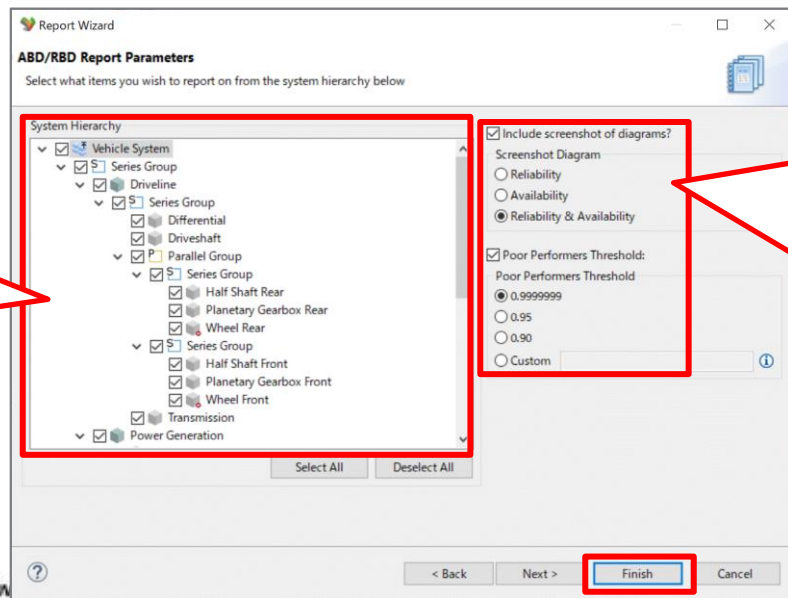 Report Wizard
ABD/RBD Report Parameters
Select what items you wish to report on from the system hierarchy below
System Hierarchy
Vehicle System
S Series Group
Driveline
S Series Group
Differential
Driveshaft
P Parallel Group
S Series Group
Half Shaft Rear
Planetary Gearbox Rear
Wheel Rear
S Series Group
Half Shaft Front
Planetary Gearbox Front
Wheel Front
Transmission
Power Generation
Select All Deselect All
Include screenshot of diagrams?
Screenshot Diagram
Reliability
Availability
Reliability & Availability
Poor Performers Threshold:
Poor Performers Threshold
0.9999999
0.95
0.90
Custom
< Back Next > Finish Cancel